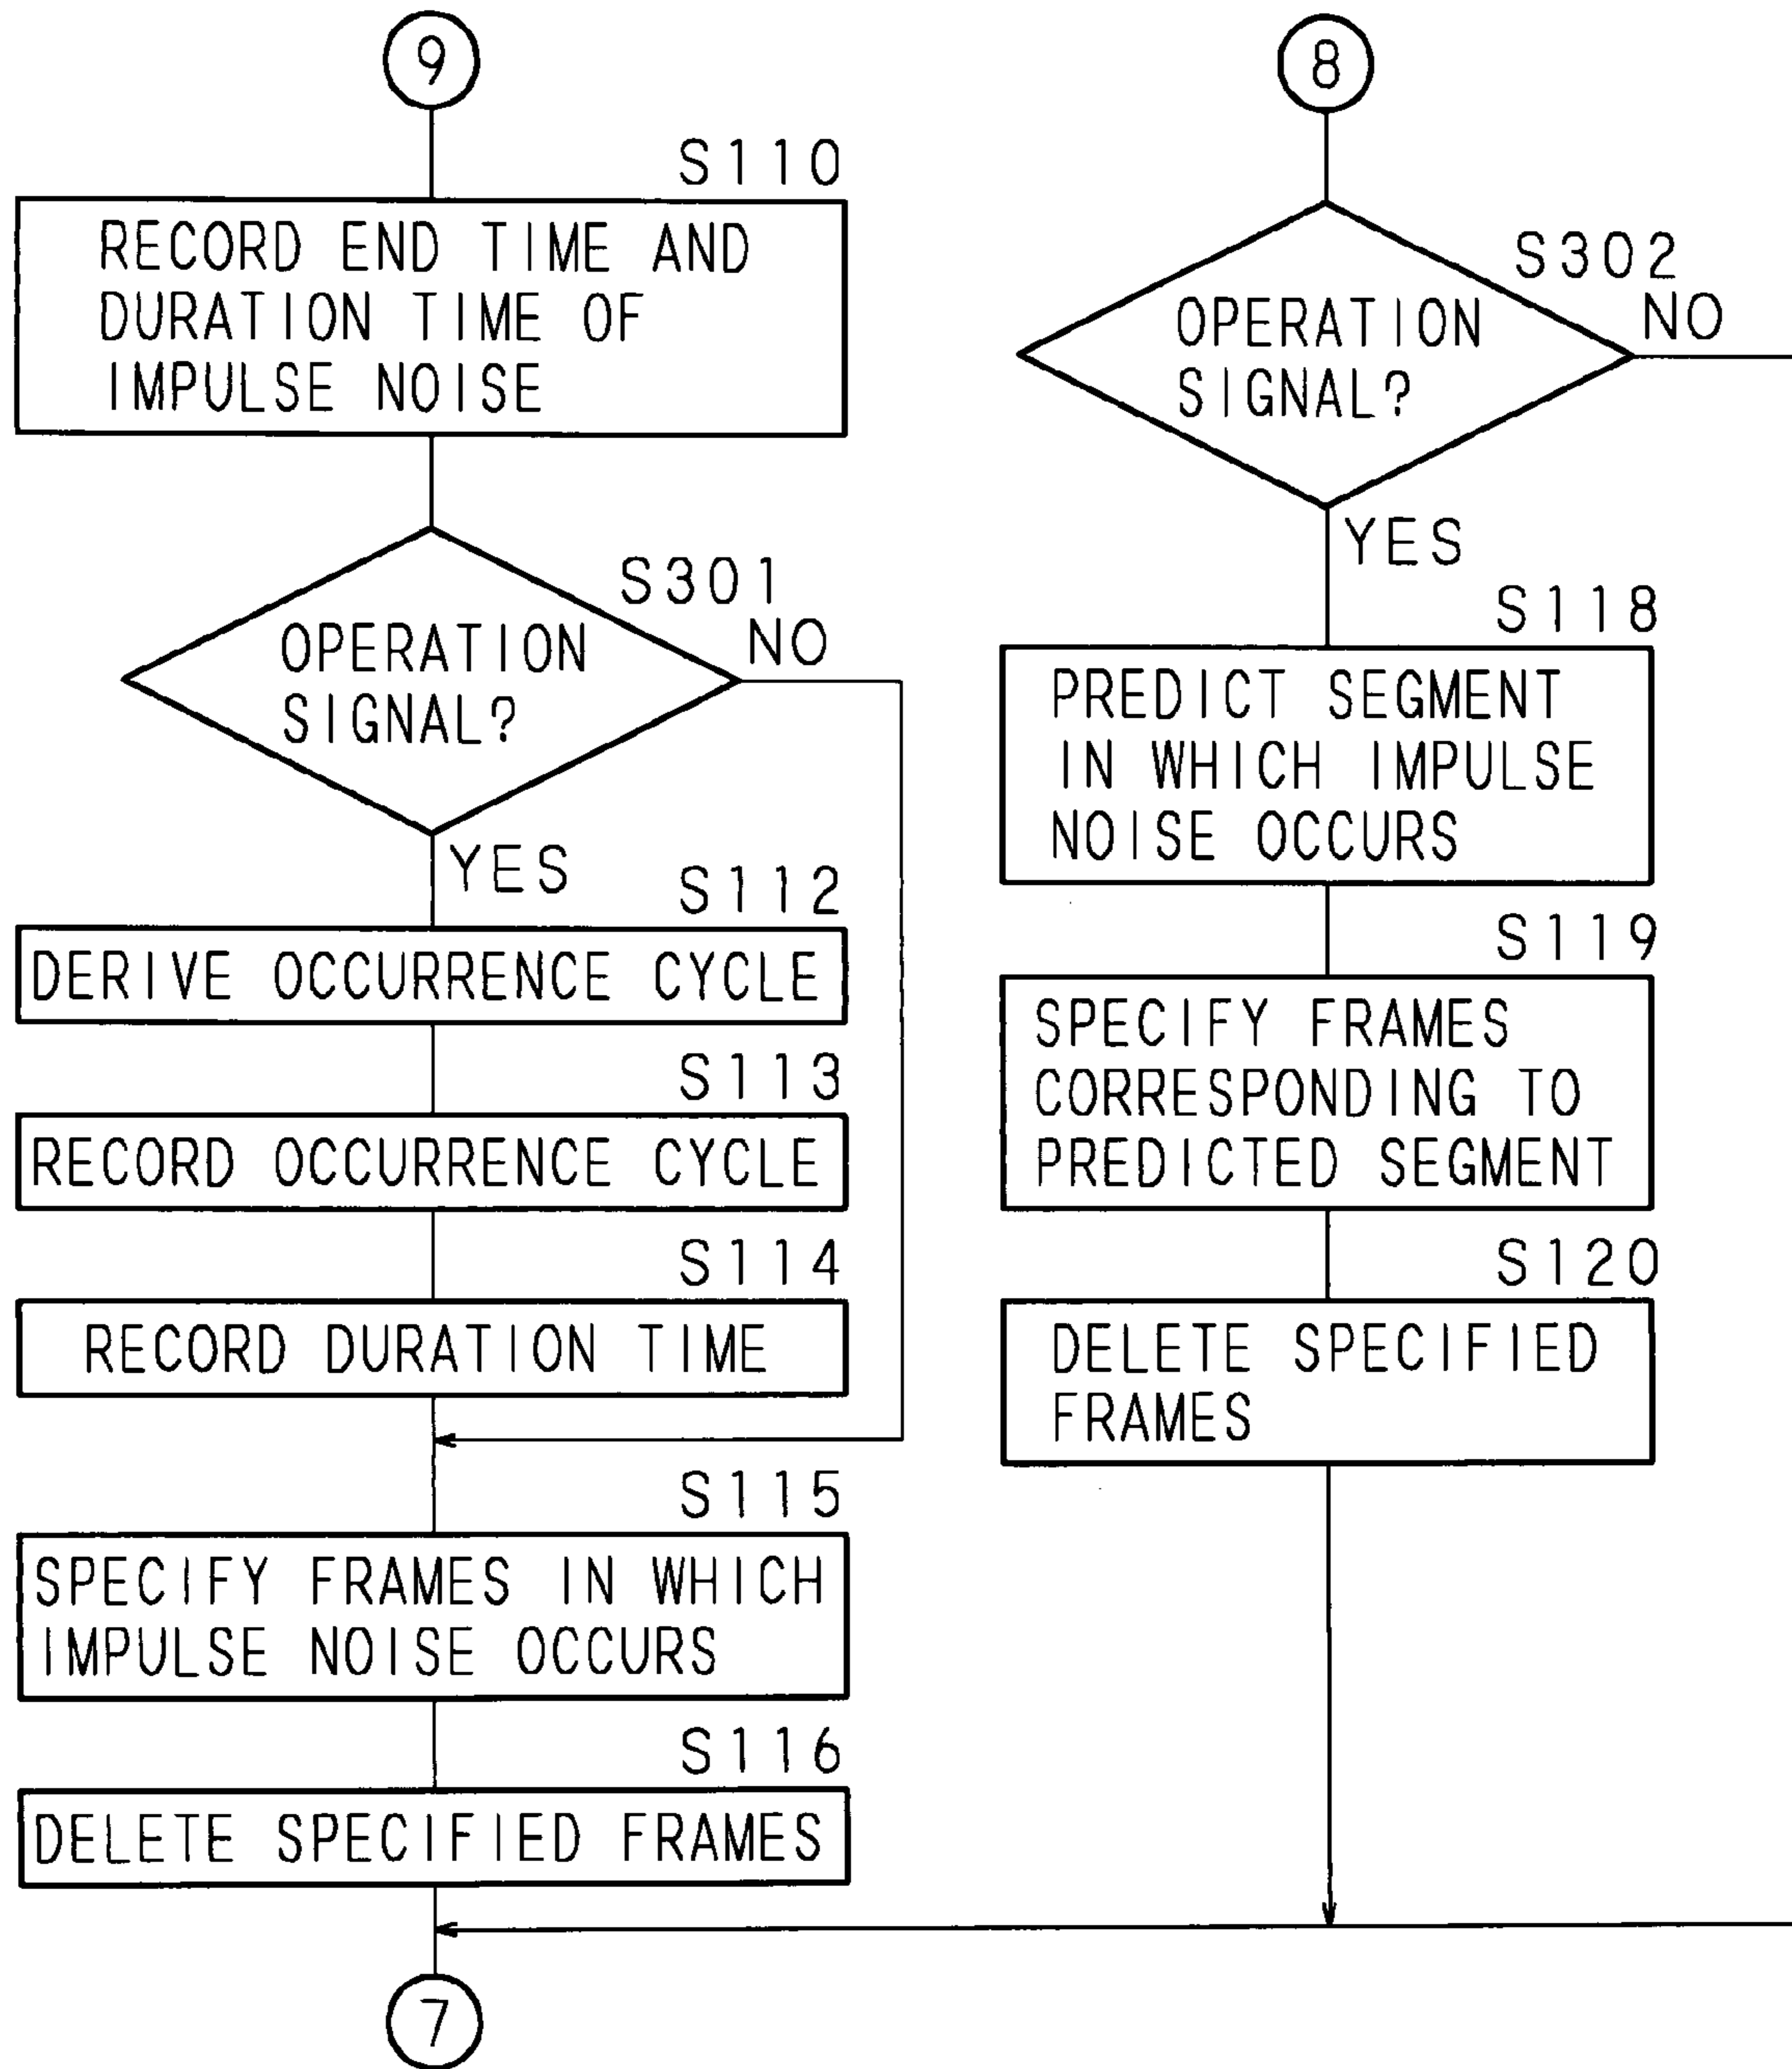 9
S110
RECORD END TIME AND
DURATION TIME OF
IMPULSE NOISE
S301
OPERATION
SIGNAL?
NO
YES
S112
DERIVE OCCURRENCE CYCLE
S113
RECORD OCCURRENCE CYCLE
S114
RECORD DURATION TIME
S115
SPECIFY FRAMES IN WHICH
IMPULSE NOISE OCCURS
S116
DELETE SPECIFIED FRAMES
7
8
S302
OPERATION
SIGNAL?
NO
YES
S118
PREDICT SEGMENT
IN WHICH IMPULSE
NOISE OCCURS
S119
SPECIFY FRAMES
CORRESPONDING TO
PREDICTED SEGMENT
S120
DELETE SPECIFIED
FRAMES